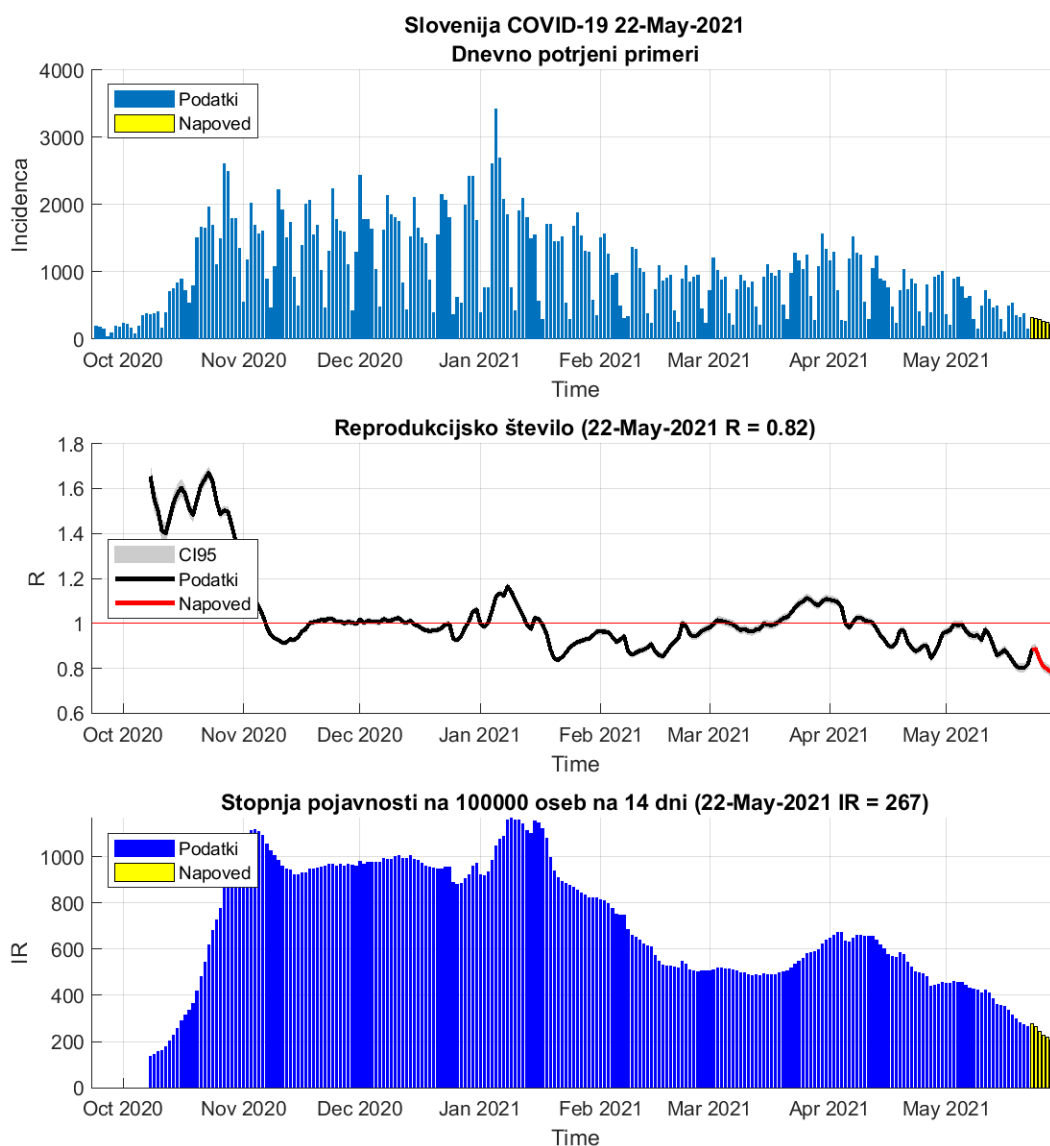 Slovenija COVID-19 22-May-2021
Dnevno potrjeni primeri
4000
3000
2000
1000
0
Incidenca
Podatki
Napoved
Oct 2020 Nov 2020 Dec 2020 Jan 2021 Feb 2021 Mar 2021 Apr 2021 May 2021
Time
Reprodukcijsko število (22-May-2021 R = 0.82)
1.8
1.6
1.4
1.2
1
0.8
0.6
R
CI95
Podatki
Napoved
Oct 2020 Nov 2020 Dec 2020 Jan 2021 Feb 2021 Mar 2021 Apr 2021 May 2021
Time
Stopnja pojavnosti na 100000 oseb na 14 dni (22-May-2021 IR = 267)
1000
800
600
400
200
0
IR
Podatki
Napoved
Oct 2020 Nov 2020 Dec 2020 Jan 2021 Feb 2021 Mar 2021 Apr 2021 May 2021
Time